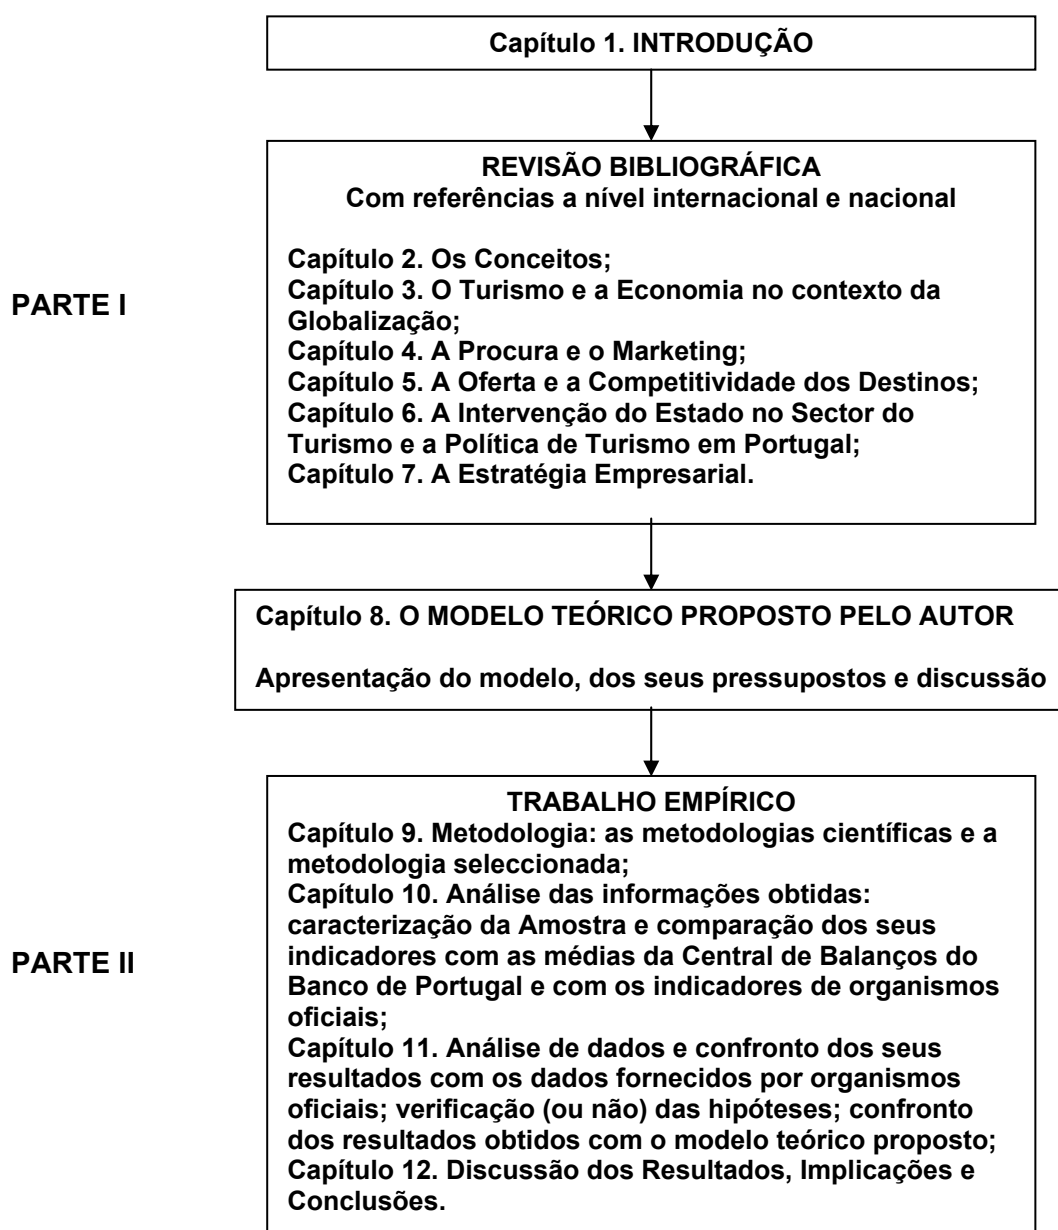 Capítulo 1. INTRODUÇÃO
REVISÃO BIBLIOGRÁFICA
Com referências a nível internacional e nacional
Capítulo 2. Os Conceitos;
Capítulo 3. O Turismo e a Economia no contexto da
Globalização;
Capítulo 4. A Procura e o Marketing;
Capítulo 5. A Oferta e a Competitividade dos Destinos;
Capítulo 6. A Intervenção do Estado no Sector do
Turismo e a Política de Turismo em Portugal;
Capítulo 7. A Estratégia Empresarial.
PARTE I
Capítulo 8. O MODELO TEÓRICO PROPOSTO PELO AUTOR
Apresentação do modelo, dos seus pressupostos e discussão
TRABALHO EMPÍRICO
Capítulo 9. Metodologia: as metodologias científicas e a
metodologia seleccionada;
Capítulo 10. Análise das informações obtidas:
caracterização da Amostra e comparação dos seus
indicadores com as médias da Central de Balanços do
Banco de Portugal e com os indicadores de organismos
oficiais;
Capítulo 11. Análise de dados e confronto dos seus
resultados com os dados fornecidos por organismos
oficiais; verificação (ou não) das hipóteses; confronto
dos resultados obtidos com o modelo teórico proposto;
Capítulo 12. Discussão dos Resultados, Implicações e
Conclusões.
PARTE II